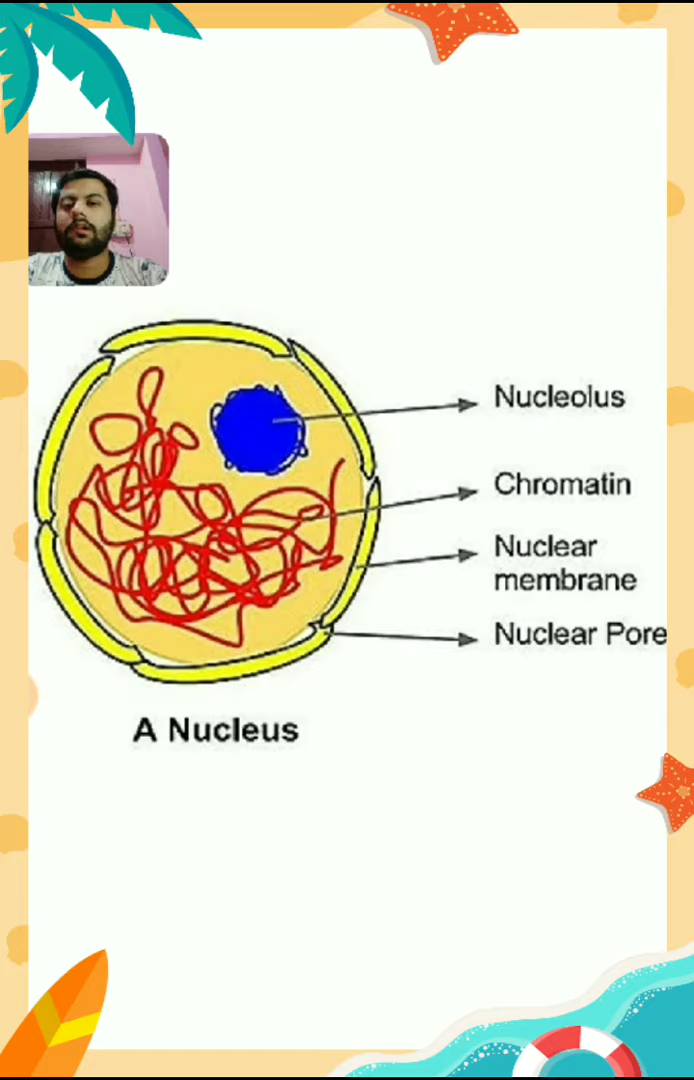 Nucleolus
Chromatin
Nuclear
membrane
Nuclear Pore
A Nucleus